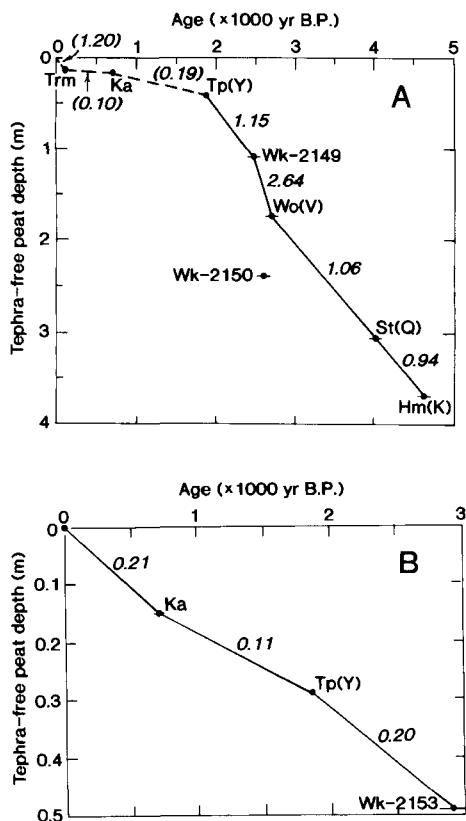 Age (×1000 yr B.P.)
0 1 2 3 4 5
0
1
2
3
4
Tephra-free peat depth (m)
A
(1.20)
Trm
(0.10)
Ka
(0.19)
Tp(Y)
1.15
Wk-2149
2.64
Wo(V)
Wk-2150
1.06
St(Q)
0.94
Hm(K)
Age (×1000 yr B.P.)
0 1 2 3
0
0.1
0.2
0.3
0.4
0.5
Tephra-free peat depth (m)
B
0.21
Ka
0.11
Tp(Y)
0.20
Wk-2153